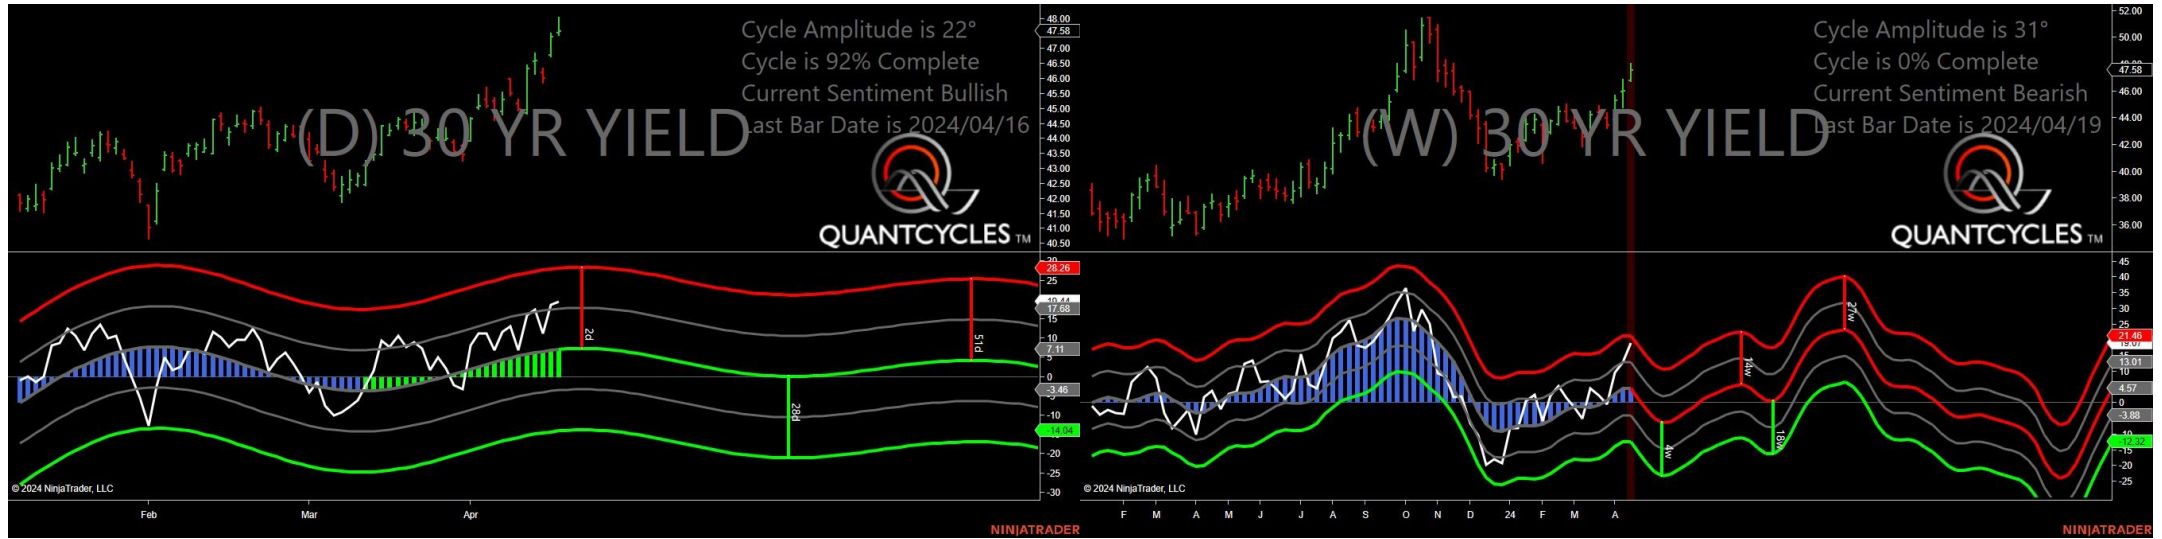 Cycle Amplitude is 22°
Cycle is 92% Complete
Current Sentiment Bullish
Last Bar Date is 2024/04/16
(D) 30 YR YIELD
QUANTCYCLES TM
48.00
47.58
47.00
46.50
46.00
45.50
45.00
44.50
44.00
43.50
43.00
42.50
42.00
41.50
41.00
40.50
28.26
25
17.68
15
7.11
5
0
-3.46
-10
-14.04
-20
-25
-30
2d
28d
51d
© 2024 NinjaTrader, LLC
Feb Mar Apr
NINJATRADER
Cycle Amplitude is 31°
Cycle is 0% Complete
Current Sentiment Bearish
Last Bar Date is 2024/04/19
(W) 30 YR YIELD
QUANTCYCLES TM
52.00
50.00
47.58
46.00
44.00
42.00
40.00
38.00
36.00
45
40
35
30
25
21.46
13.01
10
4.57
0
-3.88
-12.32
-15
-20
-25
4w
14w
18w
27w
© 2024 NinjaTrader, LLC
F M A M J J A S O N D 24 F M A
NINJATRADER